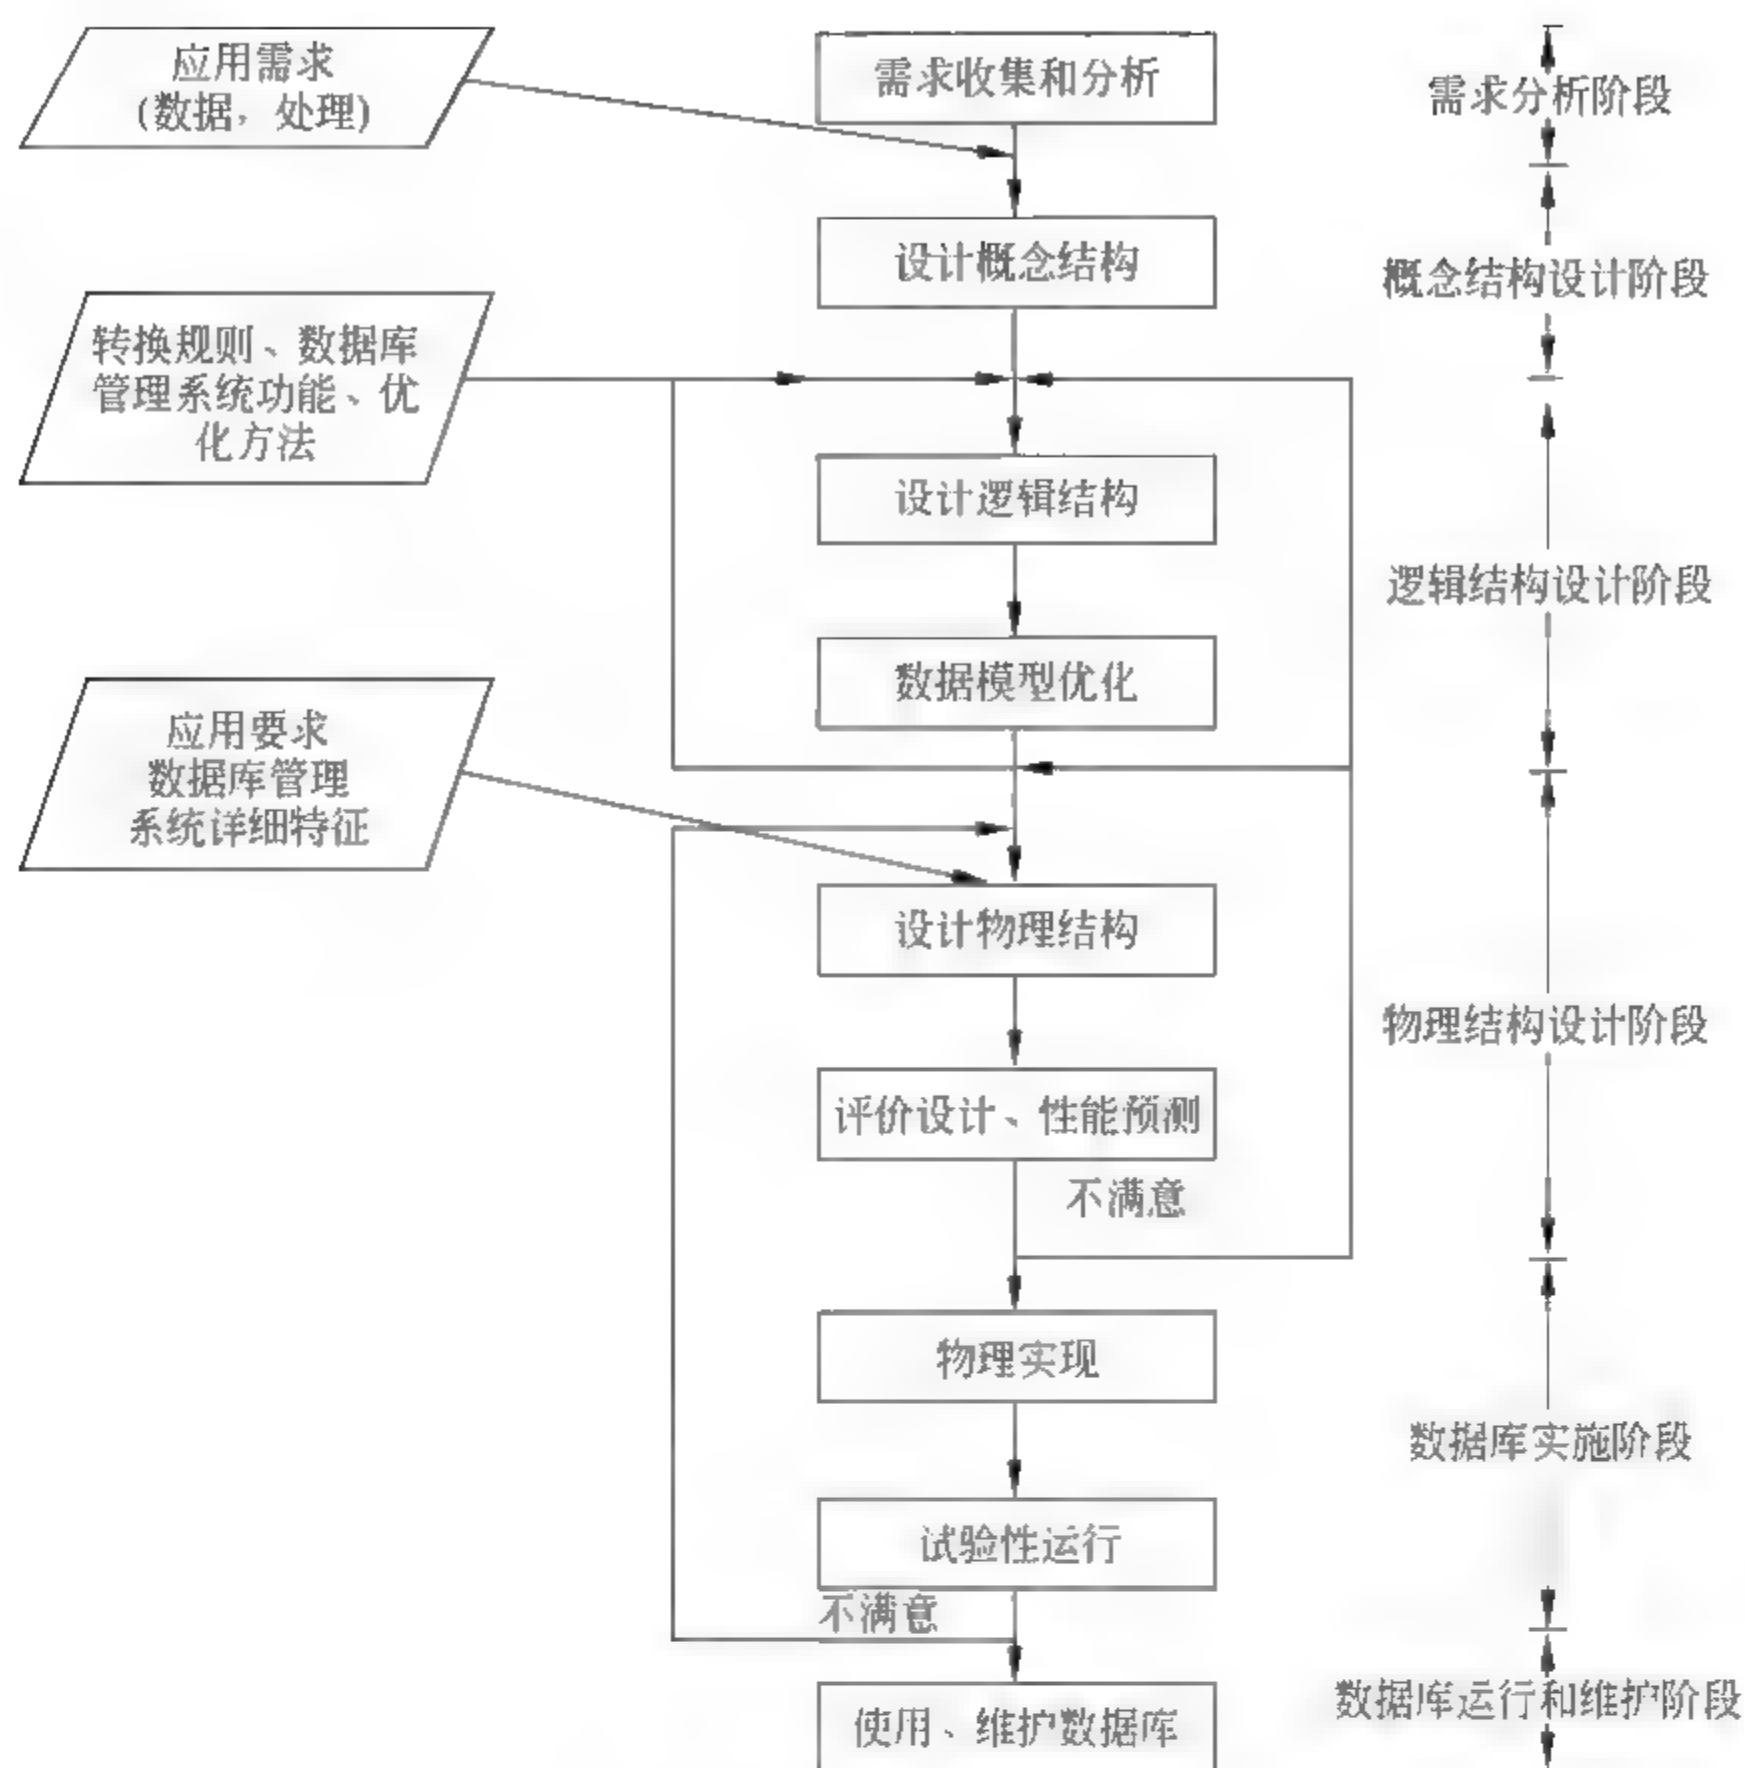 应用需求
(数据，处理)
需求收集和分析
需求分析阶段
设计概念结构
概念结构设计阶段
转换规则、数据库
管理系统功能、优
化方法
设计逻辑结构
逻辑结构设计阶段
数据模型优化
应用要求
数据库管理
系统详细特征
设计物理结构
物理结构设计阶段
评价设计、性能预测
不满意
物理实现
数据库实施阶段
试验性运行
不满意
使用、维护数据库
数据库运行和维护阶段